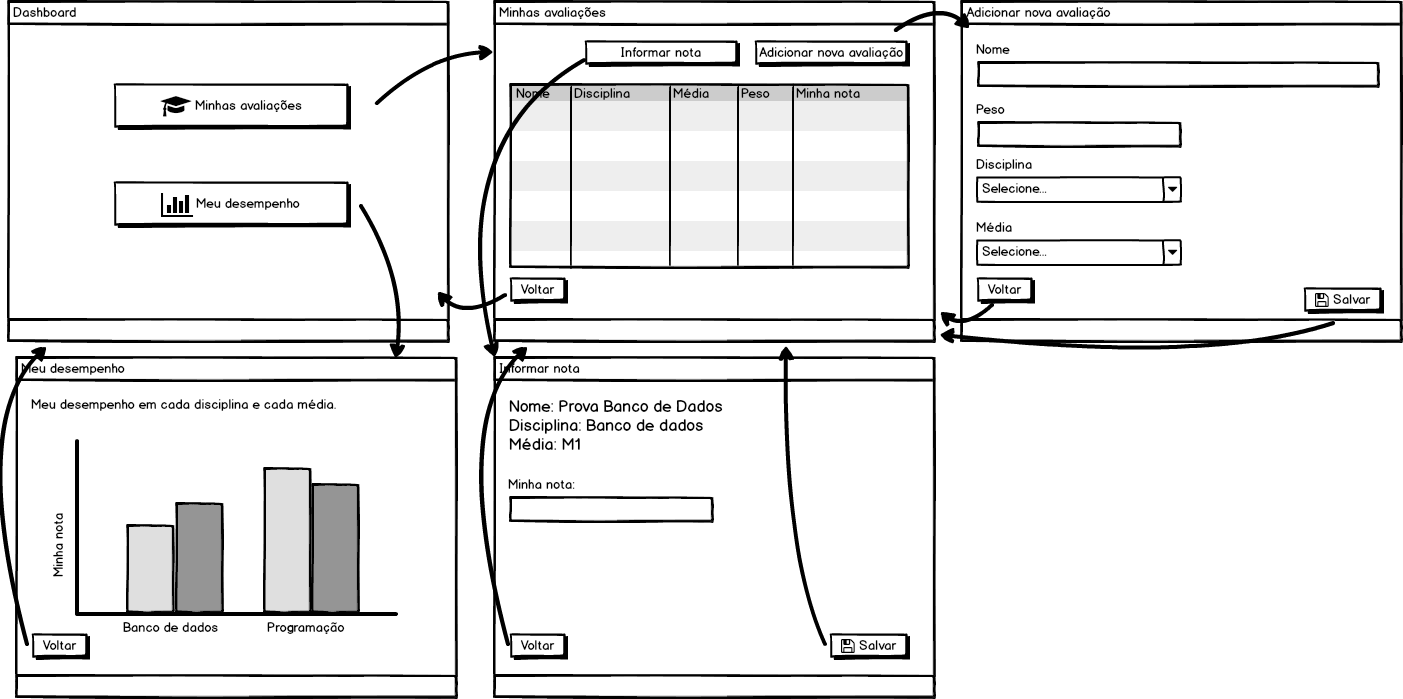 Dashboard
Minhas avaliações
Meu desempenho
Minhas avaliações
Informar nota
Adicionar nova avaliação
Nome Disciplina Média Peso Minha nota
Voltar
Adicionar nova avaliação
Nome
Peso
Disciplina
Selecione...
Média
Selecione...
Voltar
Salvar
Meu desempenho
Meu desempenho em cada disciplina e cada média.
Minha nota
Banco de dados
Programação
Voltar
Informar nota
Nome: Prova Banco de Dados
Disciplina: Banco de dados
Média: M1
Minha nota:
Voltar
Salvar